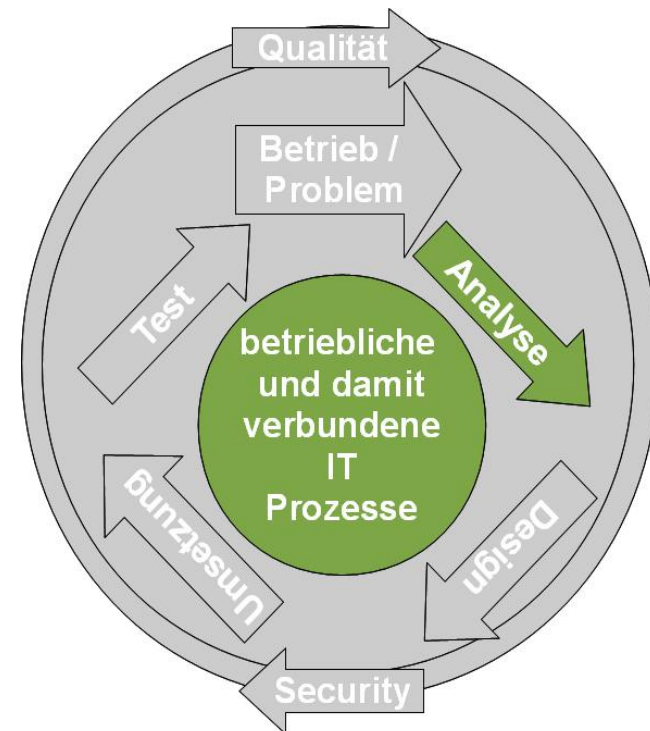 Qualität
Betrieb /
Problem
Analyse
Test
betriebliche
und damit
verbundene
IT
Prozesse
Design
Umsetzung
Security